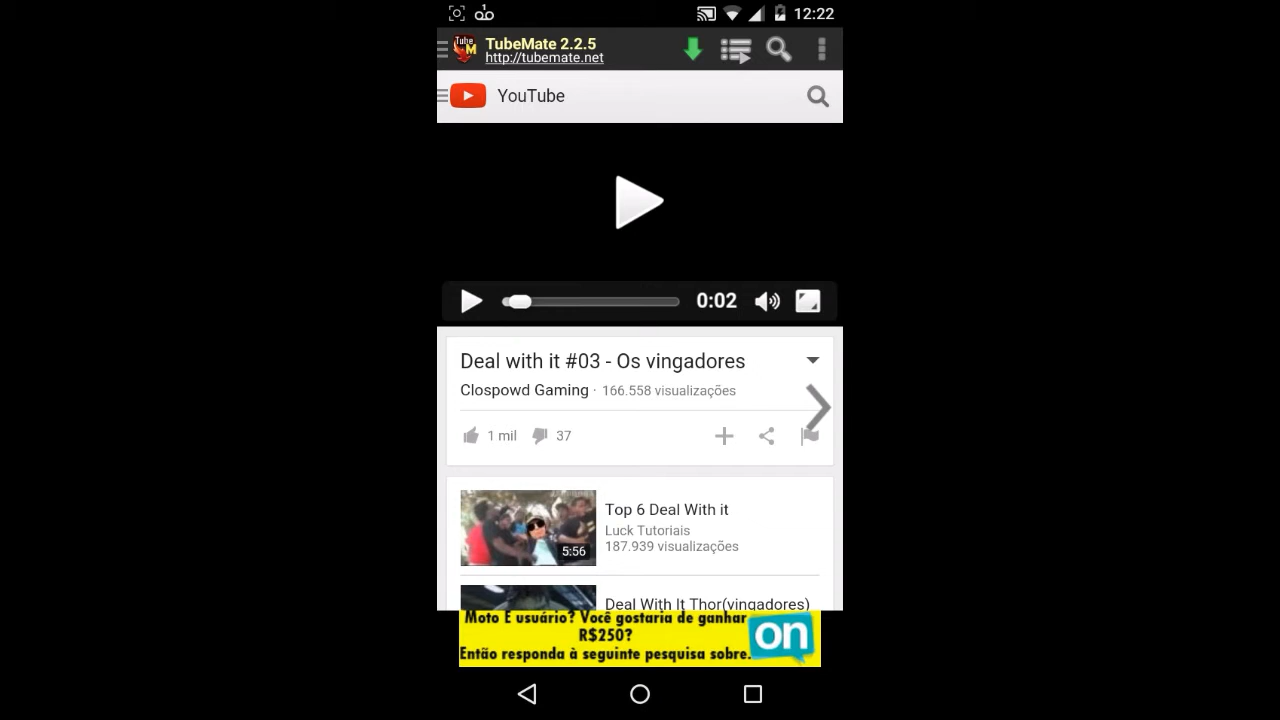 12:22
TubeMate 2.2.5
http://tubemate.net
YouTube
0:02
Deal with it #03 - Os vingadores
Clospowd Gaming · 166.558 visualizações
1 mil 37
Top 6 Deal With it
Luck Tutoriais
187.939 visualizações
5:56
Deal With It Thor(vingadores)
Moto E usuário? Você gostaria de ganhar
R$250?
Então responda à seguinte pesquisa sobre.
on